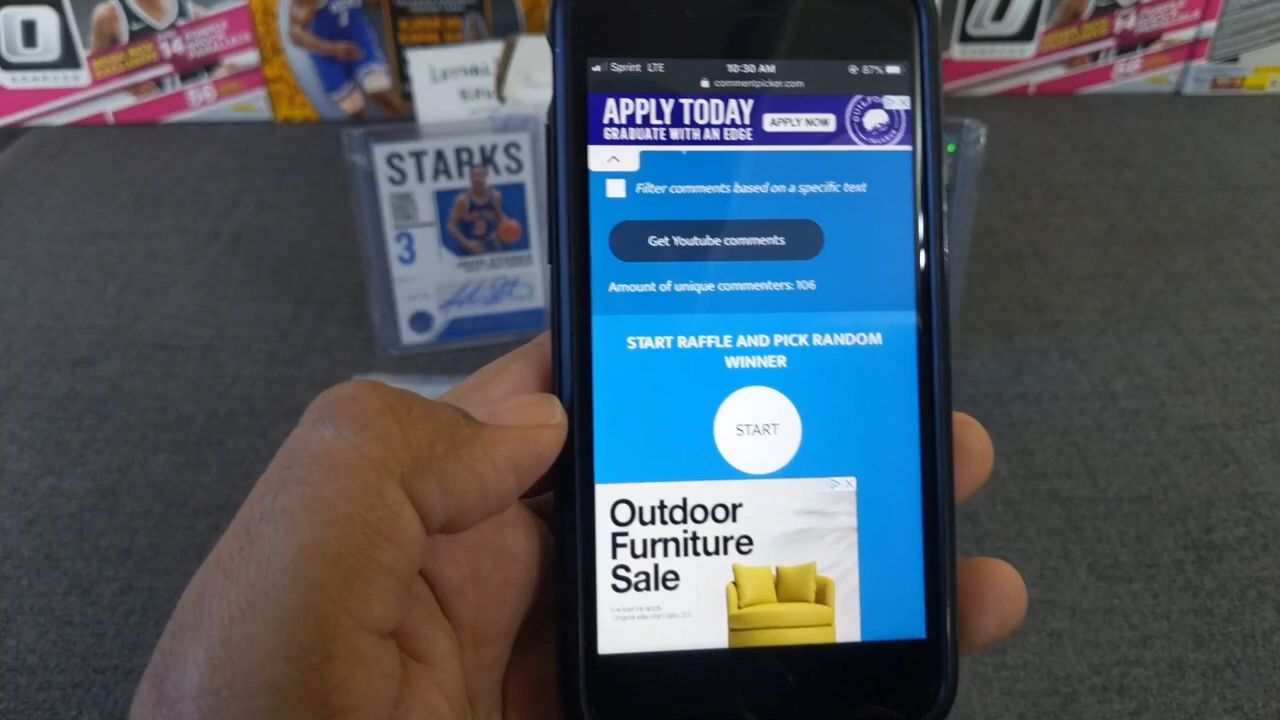 Sprint LTE
10:30 AM
87%
commentpicker.com
APPLY TODAY
GRADUATE WITH AN EDGE
APPLY NOW
Filter comments based on a specific text
Get Youtube comments
Amount of unique commenters: 106
START RAFFLE AND PICK RANDOM
WINNER
START
Outdoor
Furniture
Sale
STARKS
3